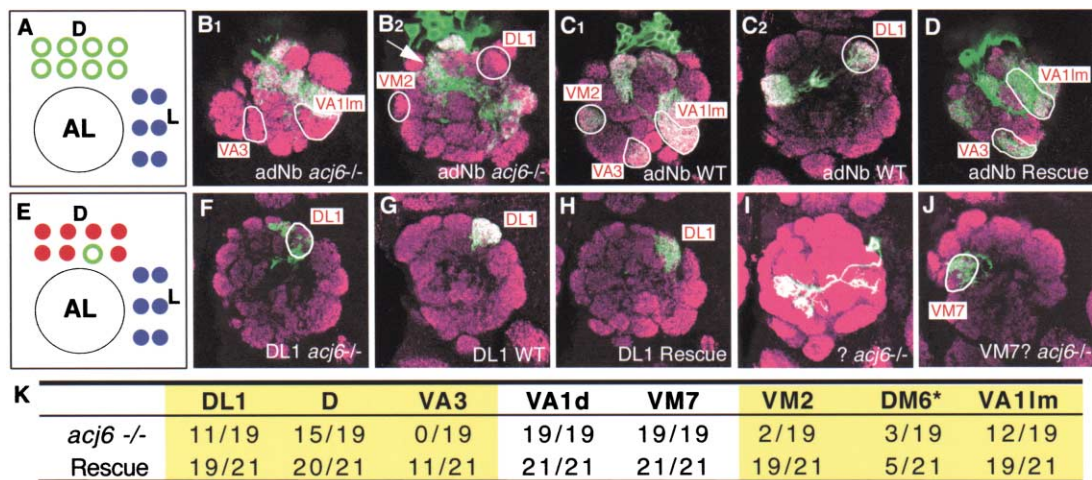 A D AL L
B1 VA3 VA1lm adNb acj6-/-
B2 DL1 VM2 adNb acj6-/-
C1 VM2 VA1lm VA3 adNb WT
C2 DL1 adNb WT
D VA1lm VA3 adNb Rescue
E D AL L
F DL1 DL1 acj6-/-
G DL1 DL1 WT
H DL1 DL1 Rescue
I ? acj6-/-
J VM7 VM7? acj6-/-
K DL1 D VA3 VA1d VM7 VM2 DM6* VA1lm
acj6 -/- 11/19 15/19 0/19 19/19 19/19 2/19 3/19 12/19
Rescue 19/21 20/21 11/21 21/21 21/21 19/21 5/21 19/21